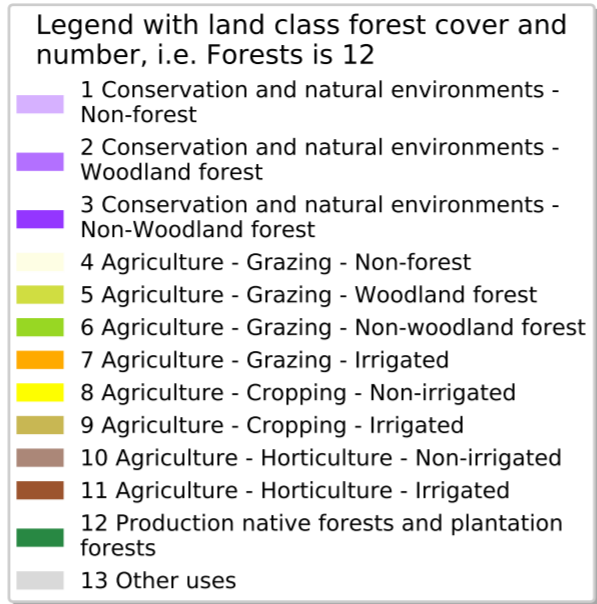 Legend with land class forest cover and
number, i.e. Forests is 12
1 Conservation and natural environments -
Non-forest
2 Conservation and natural environments -
Woodland forest
3 Conservation and natural environments -
Non-Woodland forest
4 Agriculture - Grazing - Non-forest
5 Agriculture - Grazing - Woodland forest
6 Agriculture - Grazing - Non-woodland forest
7 Agriculture - Grazing - Irrigated
8 Agriculture - Cropping - Non-irrigated
9 Agriculture - Cropping - Irrigated
10 Agriculture - Horticulture - Non-irrigated
11 Agriculture - Horticulture - Irrigated
12 Production native forests and plantation
forests
13 Other uses